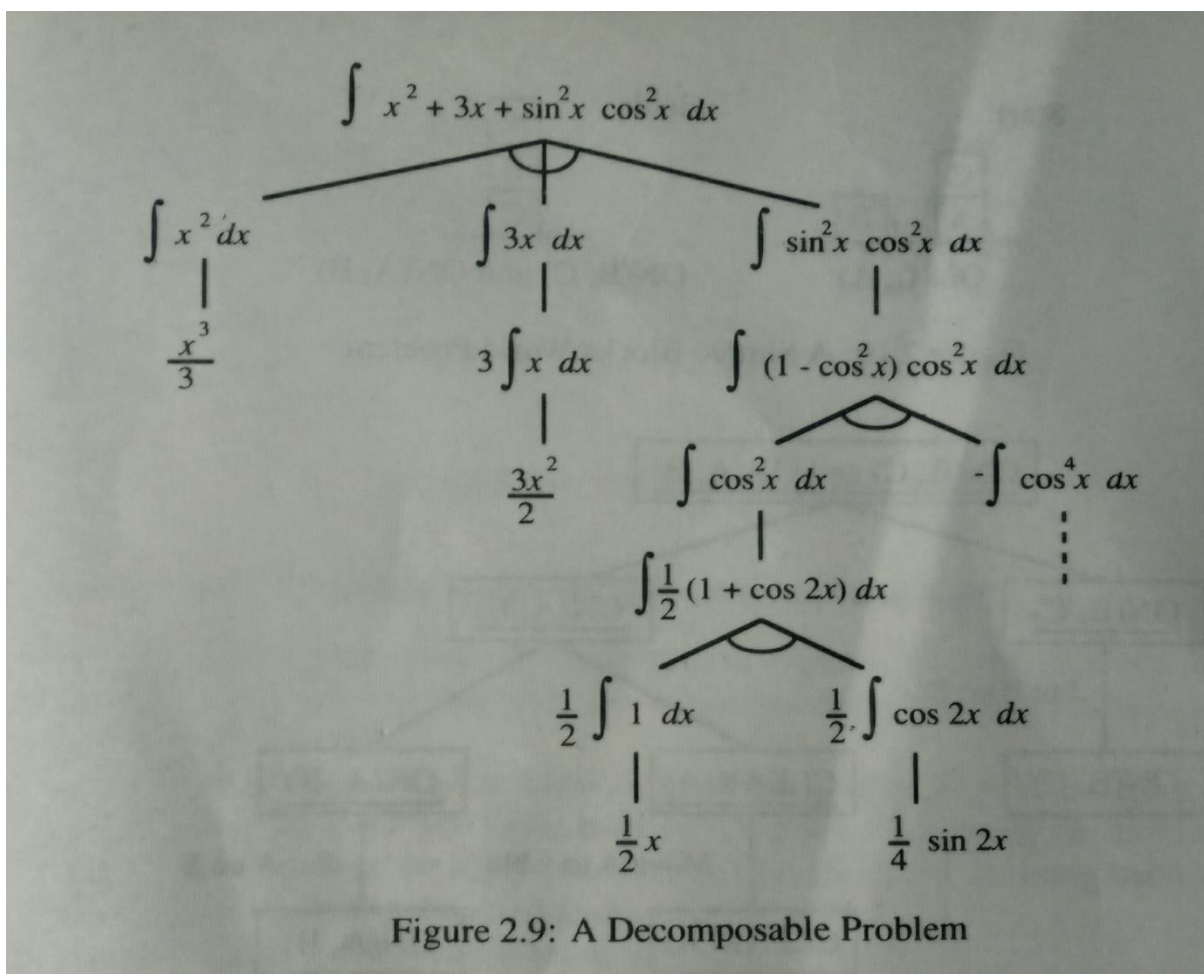 ∫ x² + 3x + sin²x cos²x dx
∫ x² dx ∫ 3x dx ∫ sin²x cos²x dx
x³/3 3 ∫ x dx ∫ (1 - cos²x) cos²x dx
3x²/2 ∫ cos²x dx -∫ cos⁴x dx
∫ 1/2 (1 + cos 2x) dx
1/2 ∫ 1 dx 1/2 ∫ cos 2x dx
1/2 x 1/4 sin 2x
Figure 2.9: A Decomposable Problem